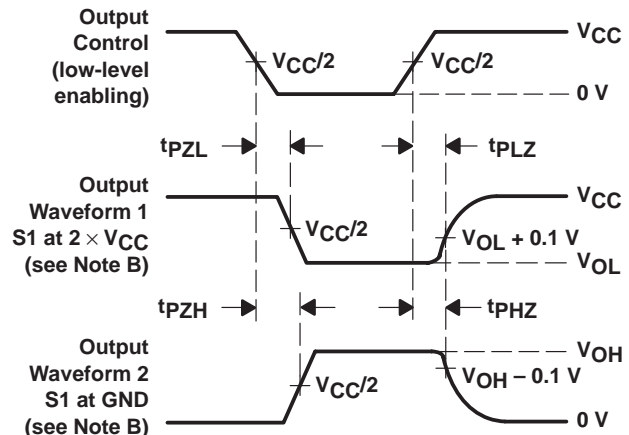 Output
Control
(low-level
enabling)
VCC
VCC/2
VCC/2
0 V
tPZL
tPLZ
Output
Waveform 1
S1 at 2 × VCC
(see Note B)
VCC
VCC/2
VOL + 0.1 V
VOL
tPZH
tPHZ
Output
Waveform 2
S1 at GND
(see Note B)
VOH
VCC/2
VOH – 0.1 V
0 V